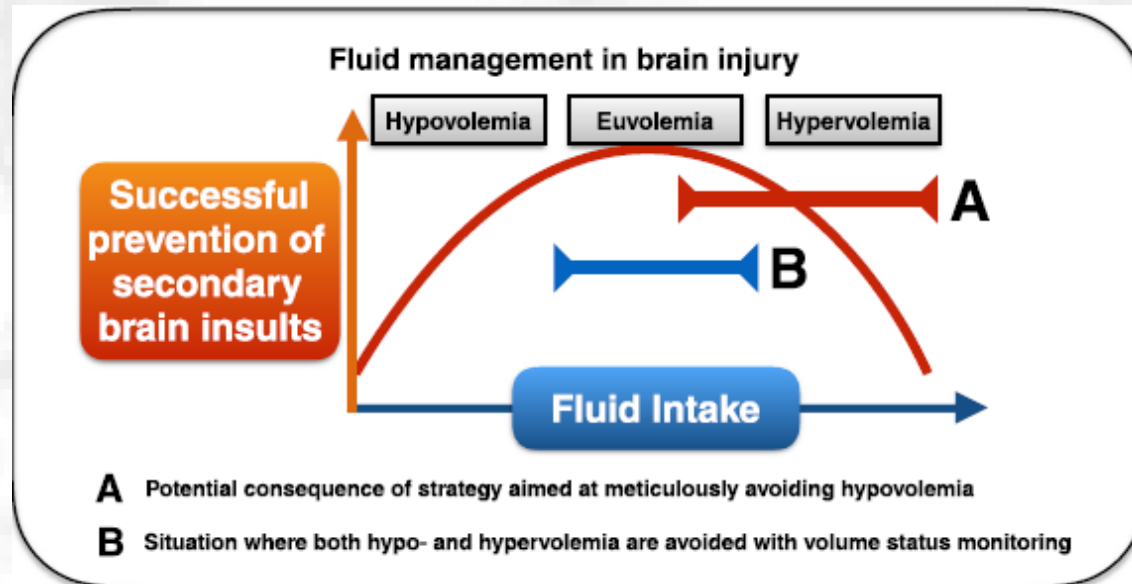 Fluid management in brain injury
Hypovolemia Euvolemia Hypervolemia
Successful
prevention of
secondary
brain insults
A
B
Fluid Intake
A Potential consequence of strategy aimed at meticulously avoiding hypovolemia
B Situation where both hypo- and hypervolemia are avoided with volume status monitoring